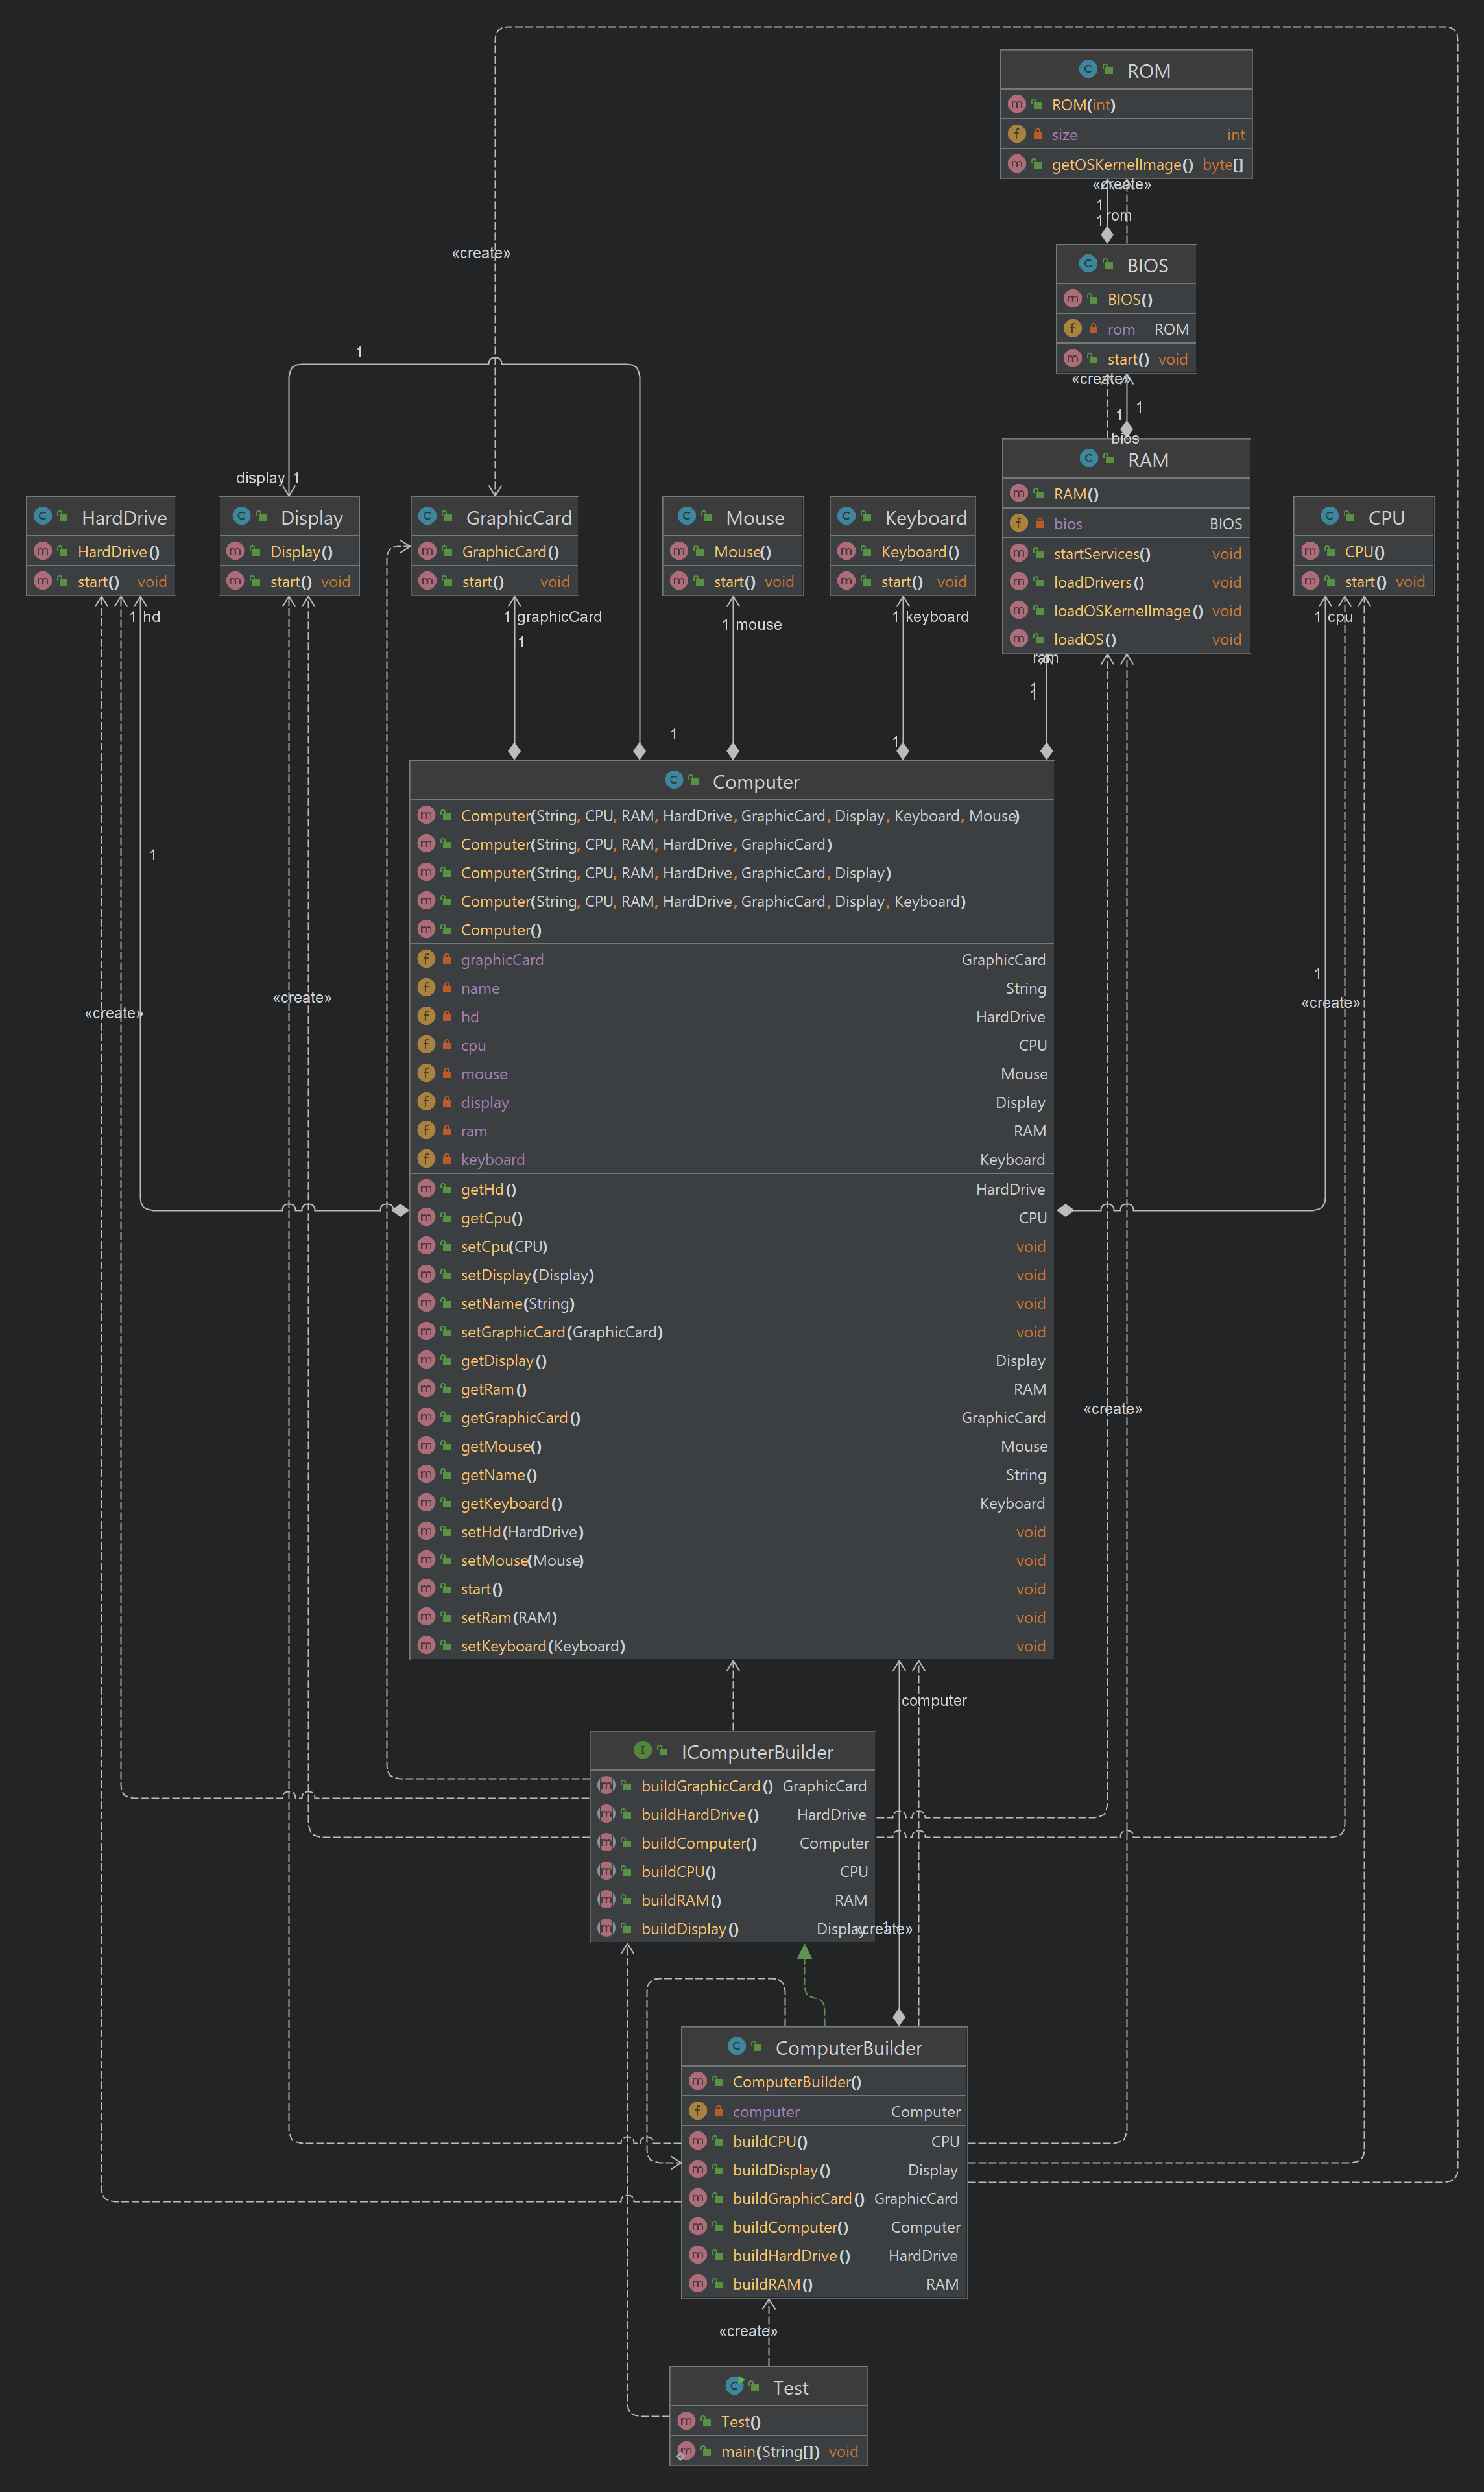 ROM
ROM(int)
size int
getOSKernelImage() byte[]
«create»
1
1 rom
«create»
BIOS
BIOS()
rom ROM
start() void
«create»
1
1 1
bios
display 1
HardDrive
HardDrive()
start() void
Display
Display()
start() void
GraphicCard
GraphicCard()
start() void
Mouse
Mouse()
start() void
Keyboard
Keyboard()
start() void
RAM
RAM()
bios BIOS
startServices() void
loadDrivers() void
loadOSKernelImage() void
loadOS() void
CPU
CPU()
start() void
1 hd
1 graphicCard
1
1 mouse
1 keyboard
ram
1
1
1 cpu
1
1
Computer
Computer(String, CPU, RAM, HardDrive, GraphicCard, Display, Keyboard, Mouse)
Computer(String, CPU, RAM, HardDrive, GraphicCard)
Computer(String, CPU, RAM, HardDrive, GraphicCard, Display)
Computer(String, CPU, RAM, HardDrive, GraphicCard, Display, Keyboard)
Computer()
graphicCard GraphicCard
name String
hd HardDrive
cpu CPU
mouse Mouse
display Display
ram RAM
keyboard Keyboard
getHd() HardDrive
getCpu() CPU
setCpu(CPU) void
setDisplay(Display) void
setName(String) void
setGraphicCard(GraphicCard) void
getDisplay() Display
getRam() RAM
getGraphicCard() GraphicCard
getMouse() Mouse
getName() String
getKeyboard() Keyboard
setHd(HardDrive) void
setMouse(Mouse) void
start() void
setRam(RAM) void
setKeyboard(Keyboard) void
1
«create»
«create»
1
«create»
«create»
computer
IComputerBuilder
buildGraphicCard() GraphicCard
buildHardDrive() HardDrive
buildComputer() Computer
buildCPU() CPU
buildRAM() RAM
buildDisplay() Display
1
«create»
ComputerBuilder
ComputerBuilder()
computer Computer
buildCPU() CPU
buildDisplay() Display
buildGraphicCard() GraphicCard
buildComputer() Computer
buildHardDrive() HardDrive
buildRAM() RAM
«create»
Test
Test()
main(String[]) void